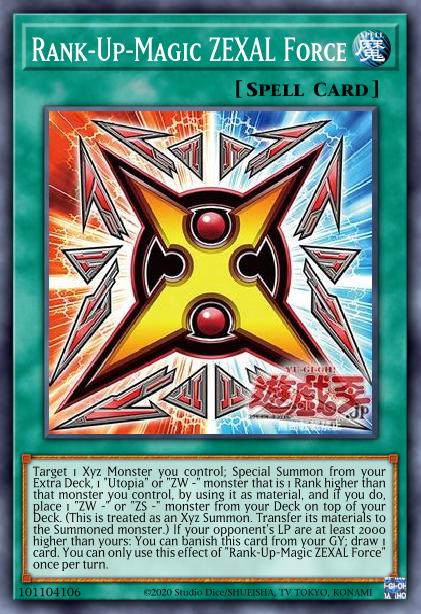 RANK-UP-MAGIC ZEXAL FORCE
SPELL
魔
[ SPELL CARD ]
YU-GI-OH!
遊戯王.jp
Target 1 Xyz Monster you control; Special Summon from your
Extra Deck, 1 "Utopia" or "ZW -" monster that is 1 Rank higher than
that monster you control, by using it as material, and if you do,
place 1 "ZW -" or "ZS -" monster from your Deck on top of your
Deck. (This is treated as an Xyz Summon. Transfer its materials to
the Summoned monster.) If your opponent's LP are at least 2000
higher than yours: You can banish this card from your GY; draw 1
card. You can only use this effect of "Rank-Up-Magic ZEXAL Force"
once per turn.
101104106
©2020 Studio Dice/SHUEISHA, TV TOKYO, KONAMI